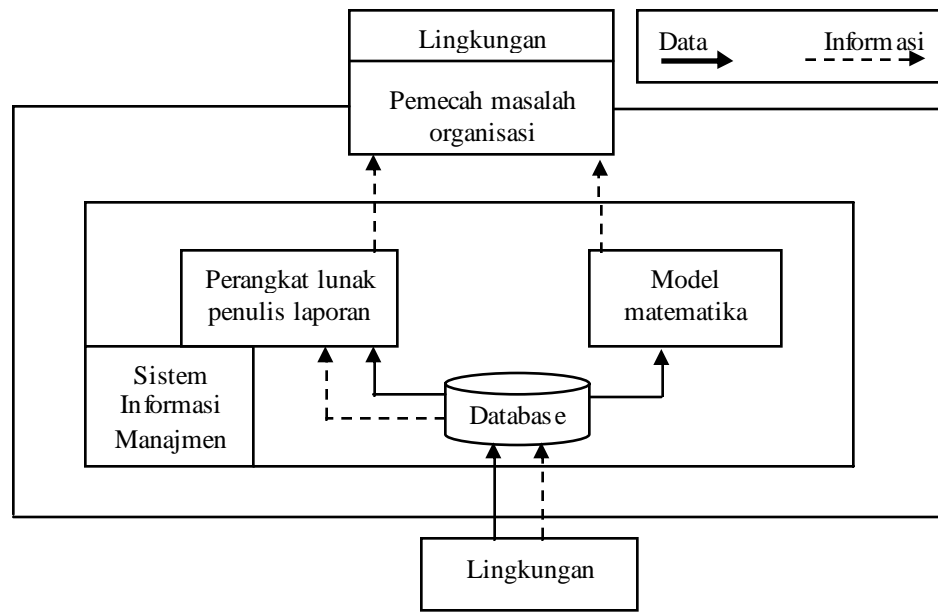 Lingkungan
Data
Informasi
Pemecah masalah
organisasi
Perangkat lunak
penulis laporan
Model
matematika
Sistem
Informasi
Manajmen
Database
Lingkungan